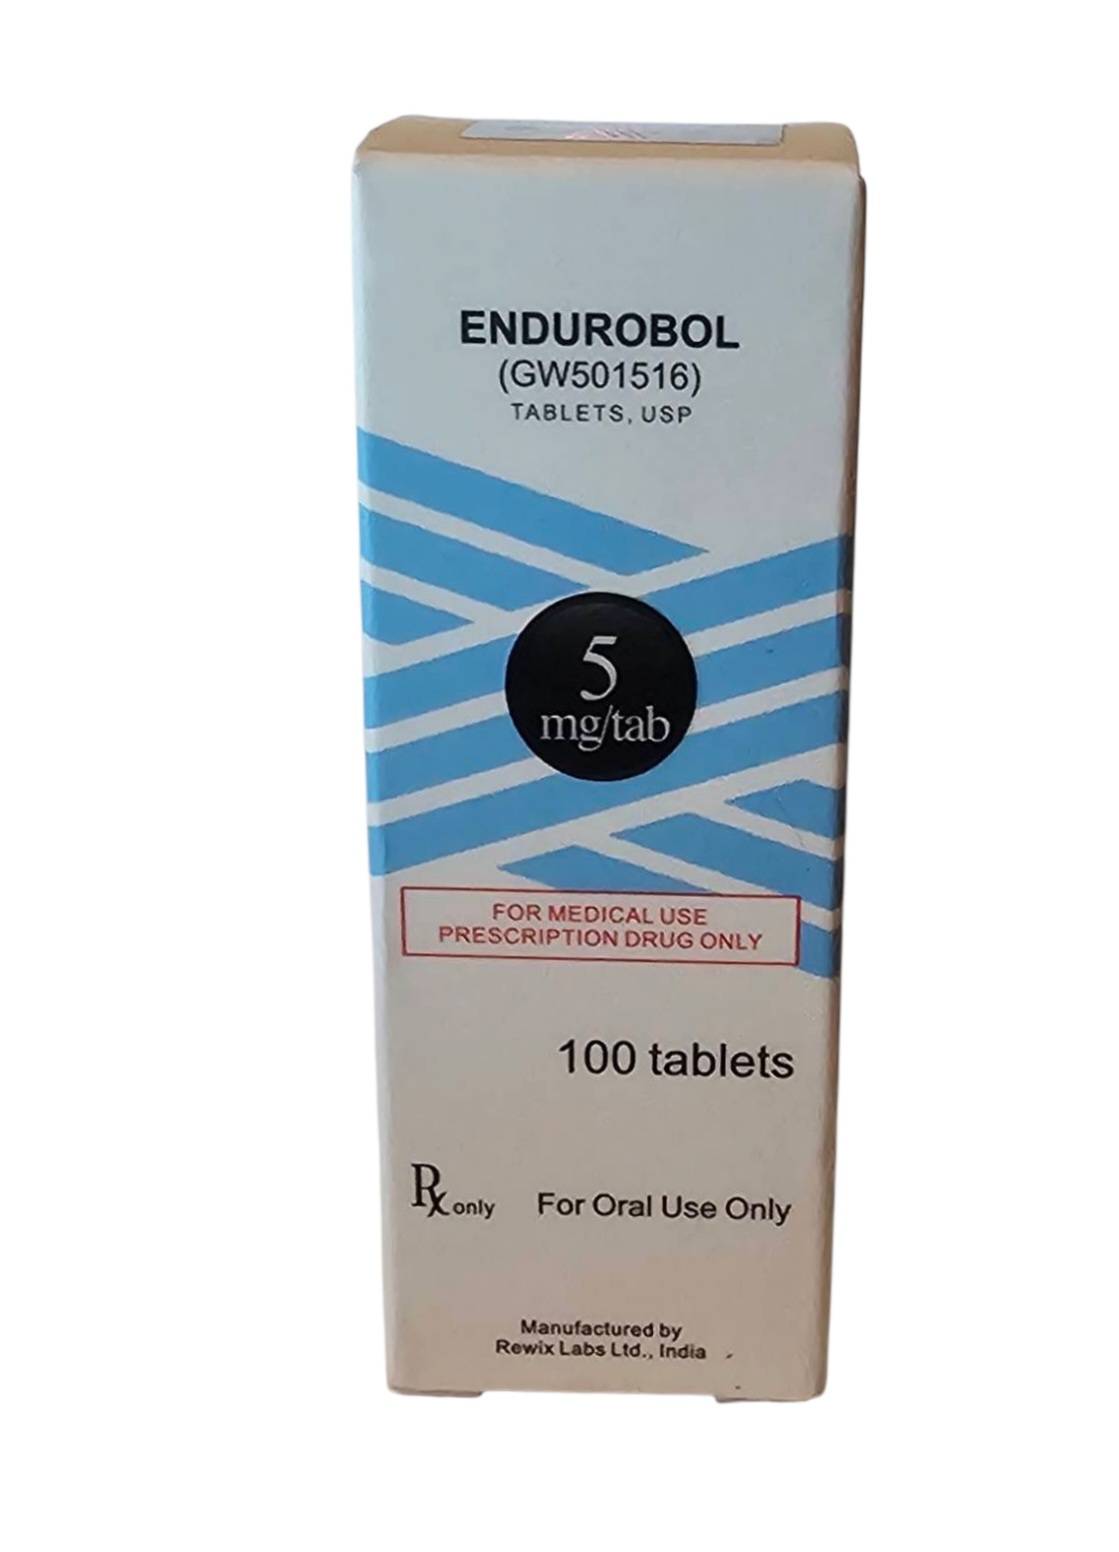 ENDUROBOL
(GW501516)
TABLETS, USP
5
mg/tab
FOR MEDICAL USE
PRESCRIPTION DRUG ONLY
100 tablets
Rx only For Oral Use Only
Manufactured by
Rewix Labs Ltd., India